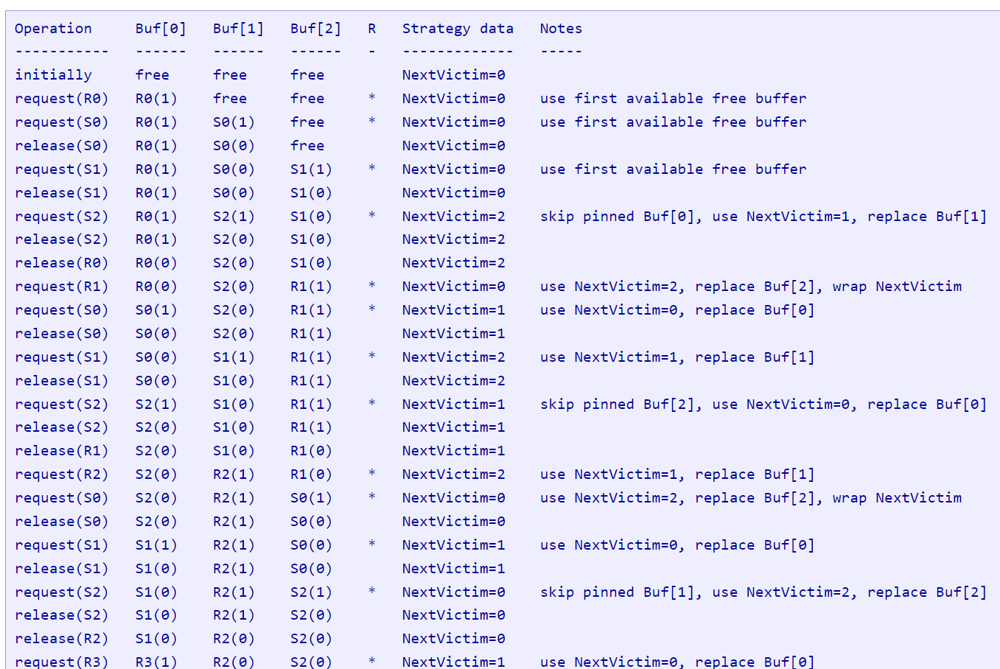 Operation     Buf[0]   Buf[1]   Buf[2]   R   Strategy data   Notes
-----------   ------   ------   ------   -   -------------   -----
initially     free     free     free         NextVictim=0
request(R0)   R0(1)    free     free     *   NextVictim=0    use first available free buffer
request(S0)   R0(1)    S0(1)    free     *   NextVictim=0    use first available free buffer
release(S0)   R0(1)    S0(0)    free         NextVictim=0
request(S1)   R0(1)    S0(0)    S1(1)    *   NextVictim=0    use first available free buffer
release(S1)   R0(1)    S0(0)    S1(0)        NextVictim=0
request(S2)   R0(1)    S2(1)    S1(0)    *   NextVictim=2    skip pinned Buf[0], use NextVictim=1, replace Buf[1]
release(S2)   R0(1)    S2(0)    S1(0)        NextVictim=2
release(R0)   R0(0)    S2(0)    S1(0)        NextVictim=2
request(R1)   R0(0)    S2(0)    R1(1)    *   NextVictim=0    use NextVictim=2, replace Buf[2], wrap NextVictim
request(S0)   S0(1)    S2(0)    R1(1)    *   NextVictim=1    use NextVictim=0, replace Buf[0]
release(S0)   S0(0)    S2(0)    R1(1)        NextVictim=1
request(S1)   S0(0)    S1(1)    R1(1)    *   NextVictim=2    use NextVictim=1, replace Buf[1]
release(S1)   S0(0)    S1(0)    R1(1)        NextVictim=2
request(S2)   S2(1)    S1(0)    R1(1)    *   NextVictim=1    skip pinned Buf[2], use NextVictim=0, replace Buf[0]
release(S2)   S2(0)    S1(0)    R1(1)        NextVictim=1
release(R1)   S2(0)    S1(0)    R1(0)        NextVictim=1
request(R2)   S2(0)    R2(1)    R1(0)    *   NextVictim=2    use NextVictim=1, replace Buf[1]
request(S0)   S2(0)    R2(1)    S0(1)    *   NextVictim=0    use NextVictim=2, replace Buf[2], wrap NextVictim
release(S0)   S2(0)    R2(1)    S0(0)        NextVictim=0
request(S1)   S1(1)    R2(1)    S0(0)    *   NextVictim=1    use NextVictim=0, replace Buf[0]
release(S1)   S1(0)    R2(1)    S0(0)        NextVictim=1
request(S2)   S1(0)    R2(1)    S2(1)    *   NextVictim=0    skip pinned Buf[1], use NextVictim=2, replace Buf[2]
release(S2)   S1(0)    R2(1)    S2(0)        NextVictim=0
release(R2)   S1(0)    R2(0)    S2(0)        NextVictim=0
request(R3)   R3(1)    R2(0)    S2(0)    *   NextVictim=1    use NextVictim=0, replace Buf[0]